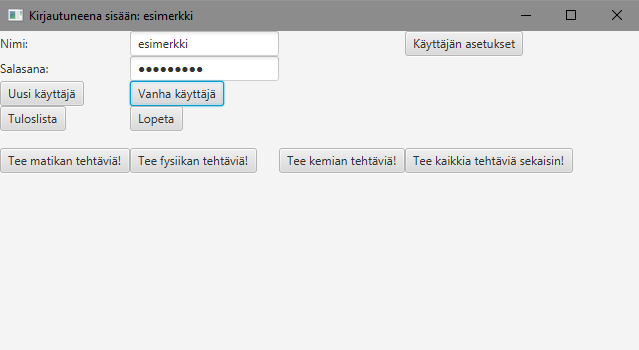 Kirjautuneena sisään: esimerkki
Nimi: esimerkki Käyttäjän asetukset
Salasana: ●●●●●●●●●
Uusi käyttäjä Vanha käyttäjä
Tuloslista Lopeta
Tee matikan tehtäviä! Tee fysiikan tehtäviä! Tee kemian tehtäviä! Tee kaikkia tehtäviä sekaisin!